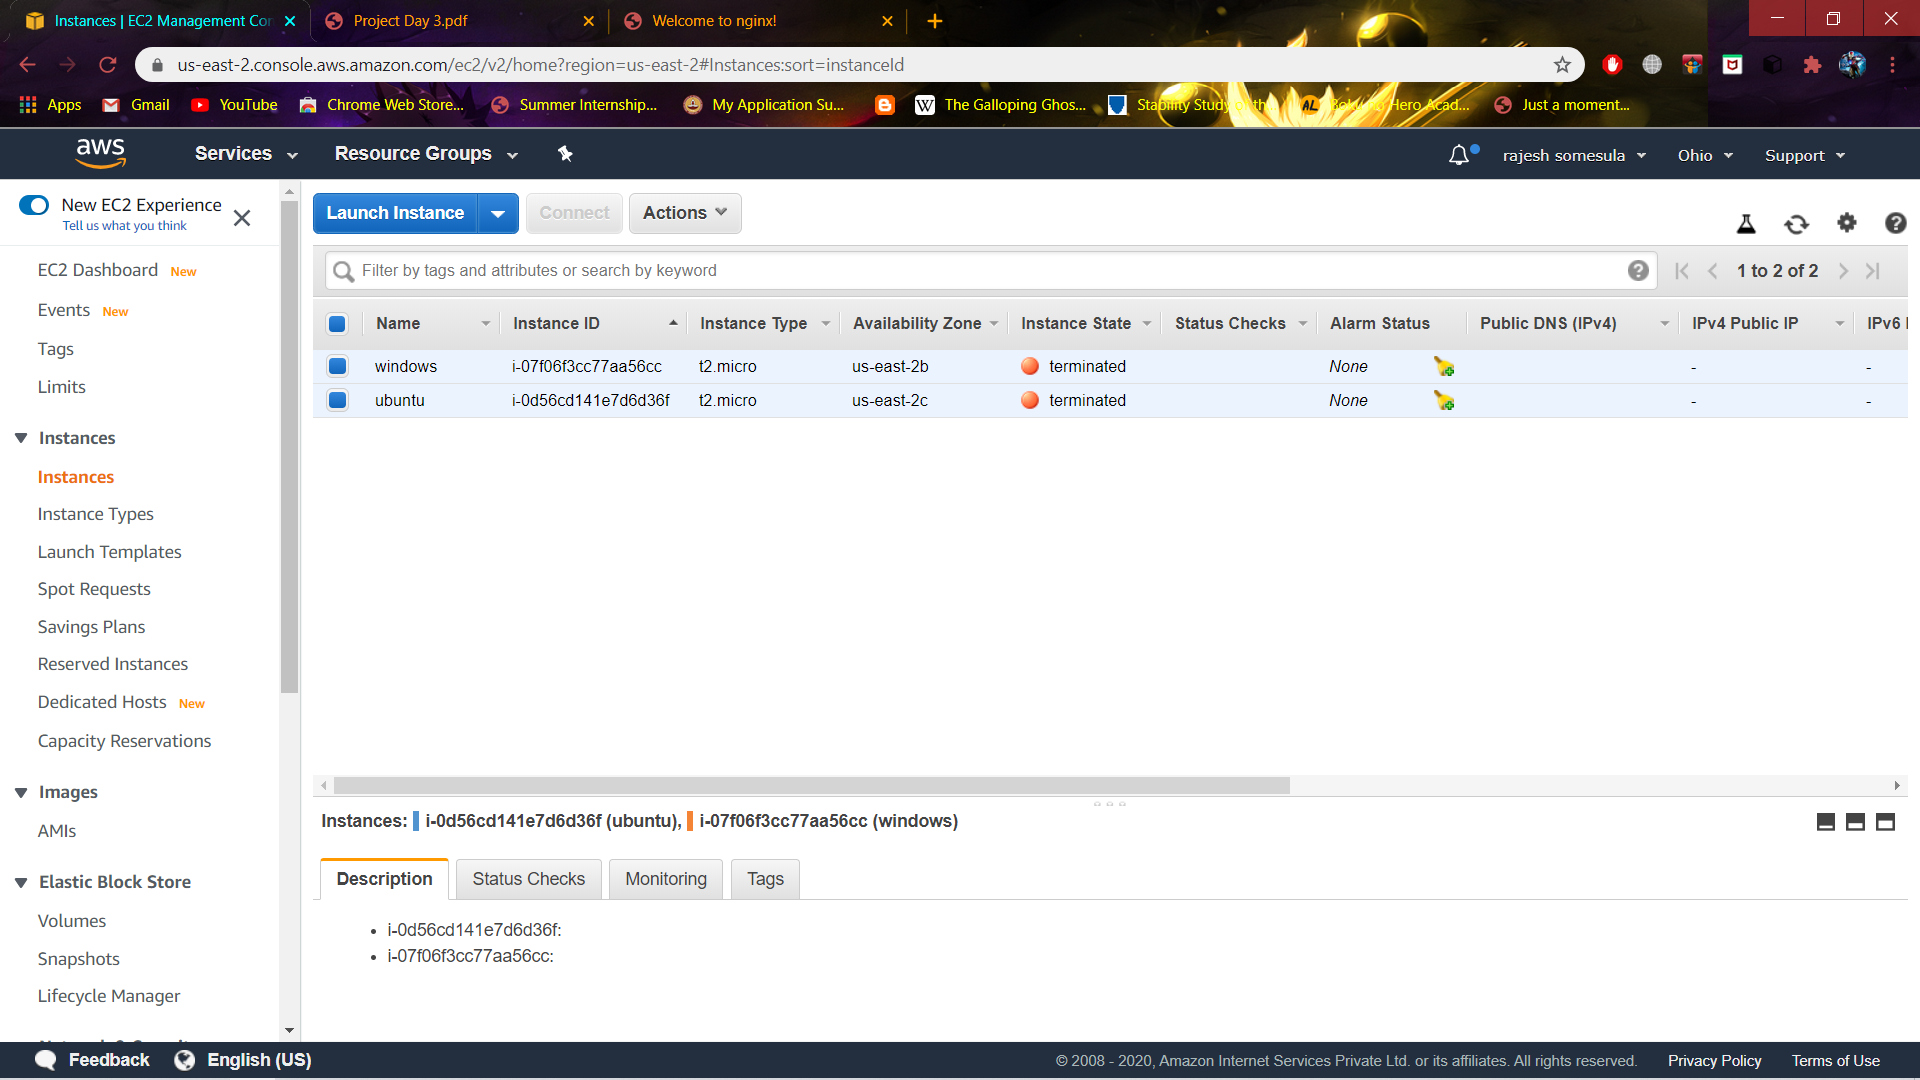 Instances | EC2 Management Con
Project Day 3.pdf
Welcome to nginx!
us-east-2.console.aws.amazon.com/ec2/v2/home?region=us-east-2#Instances:sort=instanceId
Apps
Gmail
YouTube
Chrome Web Store...
Summer Internship...
My Application Su...
The Galloping Ghos...
Stability Study
Hero Acad...
Just a moment...
aws
Services
Resource Groups
rajesh somesula
Ohio
Support
New EC2 Experience
Tell us what you think
EC2 Dashboard New
Events New
Tags
Limits
Instances
Instances
Instance Types
Launch Templates
Spot Requests
Savings Plans
Reserved Instances
Dedicated Hosts New
Capacity Reservations
Images
AMIs
Elastic Block Store
Volumes
Snapshots
Lifecycle Manager
Launch Instance
Connect
Actions
Filter by tags and attributes or search by keyword
1 to 2 of 2
Name Instance ID Instance Type Availability Zone Instance State Status Checks Alarm Status Public DNS (IPv4) IPv4 Public IP IPv6
windows i-07f06f3cc77aa56cc t2.micro us-east-2b terminated None - -
ubuntu i-0d56cd141e7d6d36f t2.micro us-east-2c terminated None - -
Instances: i-0d56cd141e7d6d36f (ubuntu), i-07f06f3cc77aa56cc (windows)
Description
Status Checks
Monitoring
Tags
• i-0d56cd141e7d6d36f:
• i-07f06f3cc77aa56cc:
Feedback
English (US)
© 2008 - 2020, Amazon Internet Services Private Ltd. or its affiliates. All rights reserved.
Privacy Policy
Terms of Use